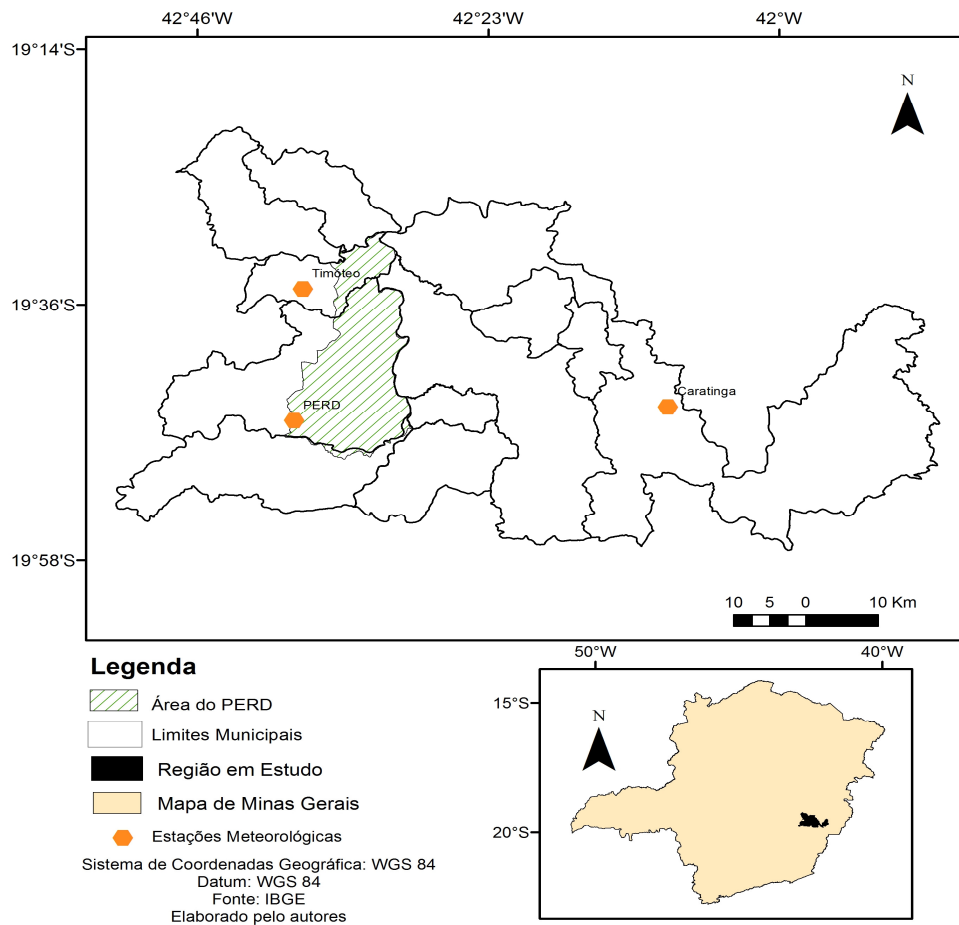 42°46'W 42°23'W 42°W
19°14'S
N
Timóteo
19°36'S
Caratinga
PERD
19°58'S
10 5 0 10 Km
Legenda
Área do PERD
Limites Municipais
Região em Estudo
Mapa de Minas Gerais
Estações Meteorológicas
Sistema de Coordenadas Geográfica: WGS 84
Datum: WGS 84
Fonte: IBGE
Elaborado pelo autores
50°W 40°W
15°S
N
20°S